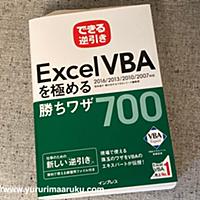 できる
逆引き
Excel VBA
を極める
2016/2013/2010/2007対応
勝ちワザ
700
仕事のための
新しい"逆引き"。
現場で使える
珠玉のワザをVBAの
エキスパートが伝授!
VBA
インプレス
www.yururimaaruku.com